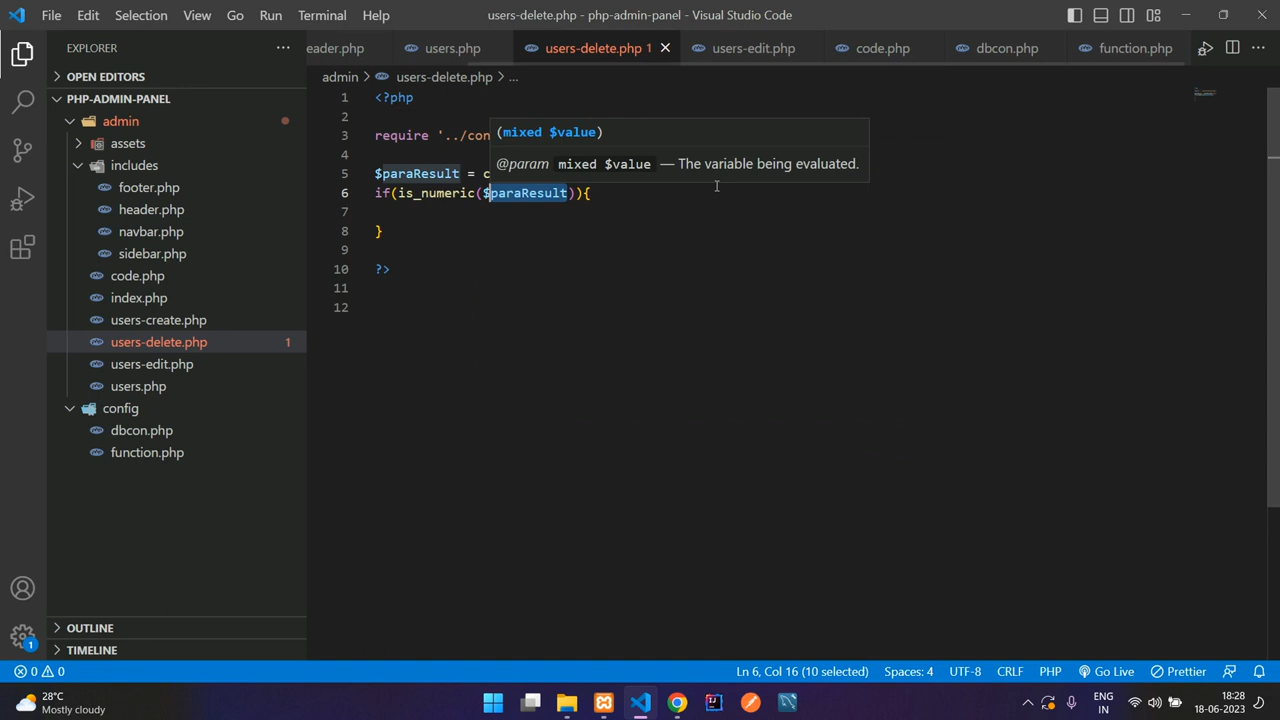 File Edit Selection View Go Run Terminal Help
users-delete.php - php-admin-panel - Visual Studio Code
EXPLORER
OPEN EDITORS
PHP-ADMIN-PANEL
admin
assets
includes
footer.php
header.php
navbar.php
sidebar.php
code.php
index.php
users-create.php
users-delete.php 1
users-edit.php
users.php
config
dbcon.php
function.php
OUTLINE
TIMELINE
eader.php users.php users-delete.php 1 users-edit.php code.php dbcon.php function.php
admin > users-delete.php > ...
1 <?php
2
3 require '../con
4
5 $paraResult = c
6 if(is_numeric($paraResult)){
7
8 }
9
10 ?>
11
12
(mixed $value)
@param mixed $value — The variable being evaluated.
0 0 Ln 6, Col 16 (10 selected) Spaces: 4 UTF-8 CRLF PHP Go Live Prettier
1
28°C
Mostly cloudy
ENG
IN
18:28
18-06-2023